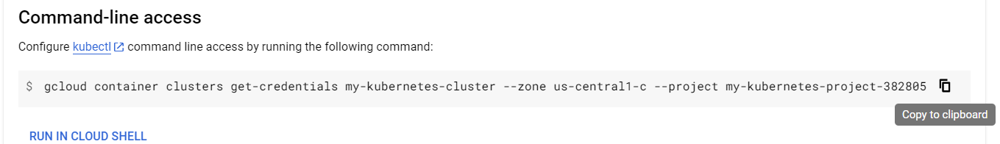 Command-line access
Configure kubectl command line access by running the following command:
$ gcloud container clusters get-credentials my-kubernetes-cluster --zone us-central1-c --project my-kubernetes-project-382805
Copy to clipboard
RUN IN CLOUD SHELL